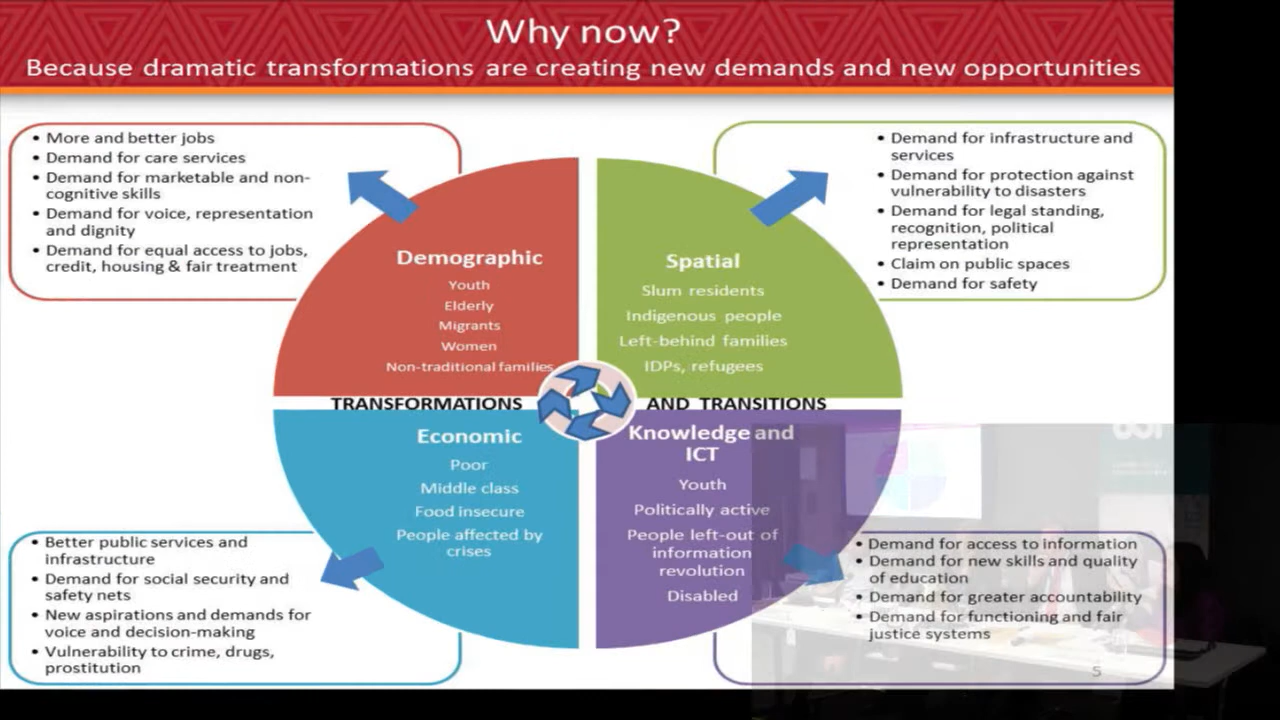 Why now?
Because dramatic transformations are creating new demands and new opportunities
• More and better jobs
• Demand for care services
• Demand for marketable and non-
cognitive skills
• Demand for voice, representation
and dignity
• Demand for equal access to jobs,
credit, housing & fair treatment
• Demand for infrastructure and
services
• Demand for protection against
vulnerability to disasters
• Demand for legal standing,
recognition, political
representation
• Claim on public spaces
• Demand for safety
Demographic
Youth
Elderly
Migrants
Women
Non-traditional families
Spatial
Slum residents
Indigenous people
Left-behind families
IDPs, refugees
TRANSFORMATIONS AND TRANSITIONS
Economic
Poor
Middle class
Food insecure
People affected by
crises
Knowledge and
ICT
Youth
Politically active
People left-out of
information
revolution
Disabled
• Better public services and
infrastructure
• Demand for social security and
safety nets
• New aspirations and demands for
voice and decision-making
• Vulnerability to crime, drugs,
prostitution
• Demand for access to information
• Demand for new skills and quality
of education
• Demand for greater accountability
• Demand for functioning and fair
justice systems
5